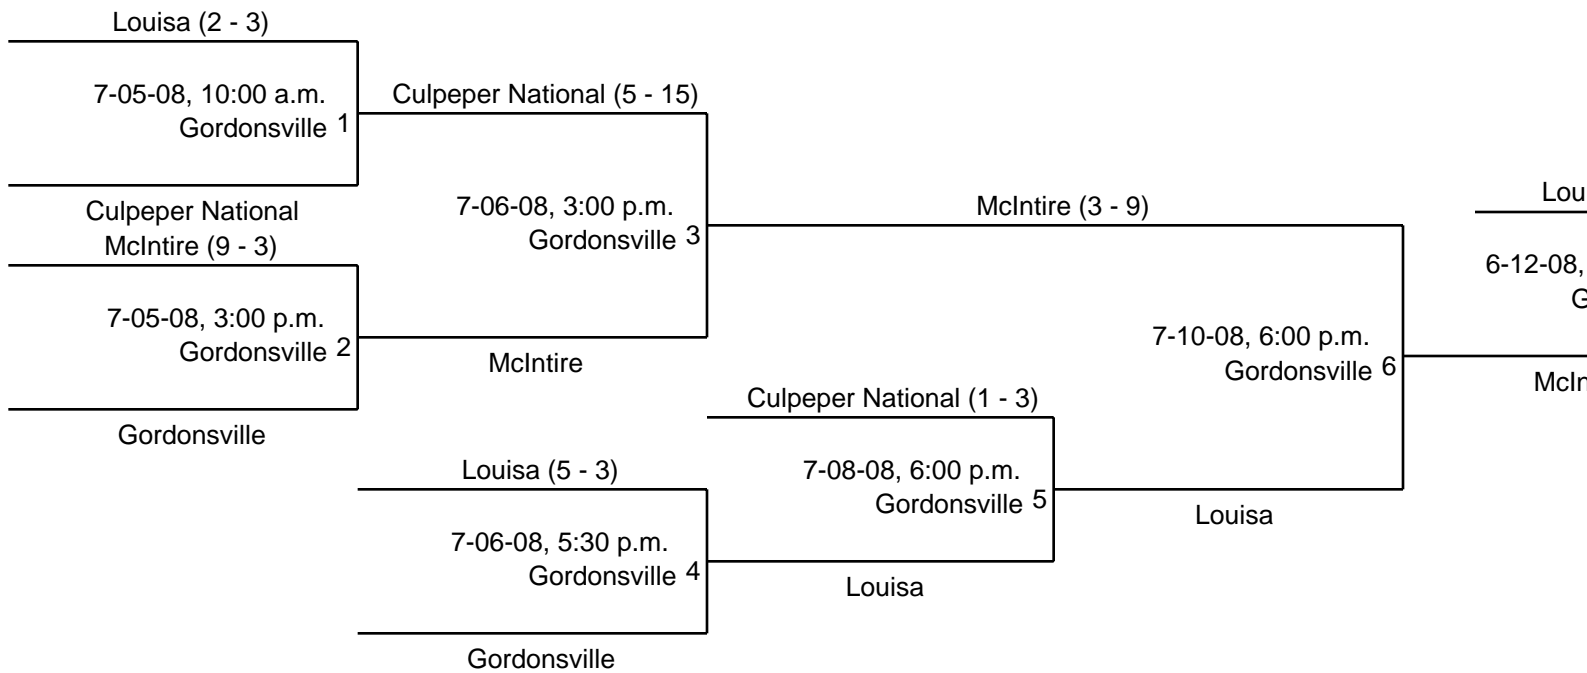 Louisa (2 - 3)
7-05-08, 10:00 a.m.
Gordonsville 1
Culpeper National
McIntire (9 - 3)
7-05-08, 3:00 p.m.
Gordonsville 2
Gordonsville
Culpeper National (5 - 15)
7-06-08, 3:00 p.m.
Gordonsville 3
McIntire
Louisa (5 - 3)
7-06-08, 5:30 p.m.
Gordonsville 4
Gordonsville
Culpeper National (1 - 3)
7-08-08, 6:00 p.m.
Gordonsville 5
Louisa
McIntire (3 - 9)
7-10-08, 6:00 p.m.
Gordonsville 6
Louisa
6-12-08,